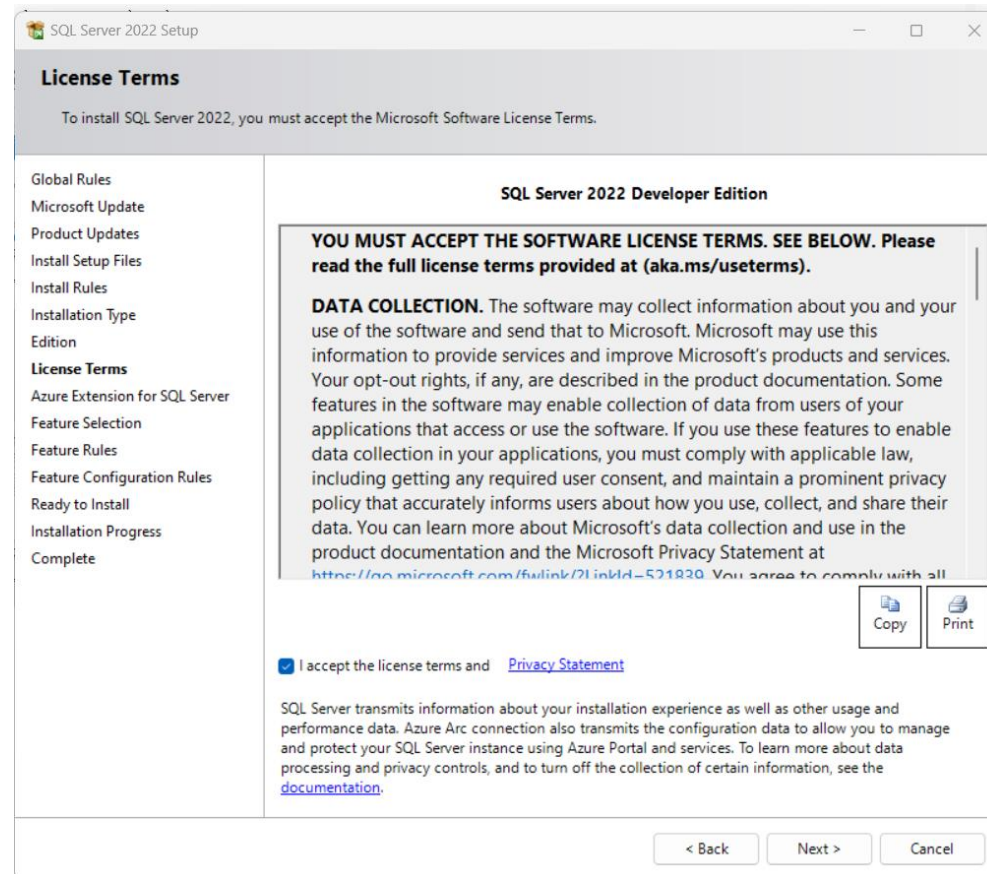 SQL Server 2022 Setup
License Terms
To install SQL Server 2022, you must accept the Microsoft Software License Terms.
Global Rules
Microsoft Update
Product Updates
Install Setup Files
Install Rules
Installation Type
Edition
License Terms
Azure Extension for SQL Server
Feature Selection
Feature Rules
Feature Configuration Rules
Ready to Install
Installation Progress
Complete
SQL Server 2022 Developer Edition
YOU MUST ACCEPT THE SOFTWARE LICENSE TERMS. SEE BELOW. Please
read the full license terms provided at (aka.ms/useterms).
DATA COLLECTION. The software may collect information about you and your
use of the software and send that to Microsoft. Microsoft may use this
information to provide services and improve Microsoft's products and services.
Your opt-out rights, if any, are described in the product documentation. Some
features in the software may enable collection of data from users of your
applications that access or use the software. If you use these features to enable
data collection in your applications, you must comply with applicable law,
including getting any required user consent, and maintain a prominent privacy
policy that accurately informs users about how you use, collect, and share their
data. You can learn more about Microsoft's data collection and use in the
product documentation and the Microsoft Privacy Statement at
https://go.microsoft.com/fwlink/?LinkId=521839. You agree to comply with all
Copy
Print
I accept the license terms and Privacy Statement
SQL Server transmits information about your installation experience as well as other usage and
performance data. Azure Arc connection also transmits the configuration data to allow you to manage
and protect your SQL Server instance using Azure Portal and services. To learn more about data
processing and privacy controls, and to turn off the collection of certain information, see the
documentation.
< Back
Next >
Cancel